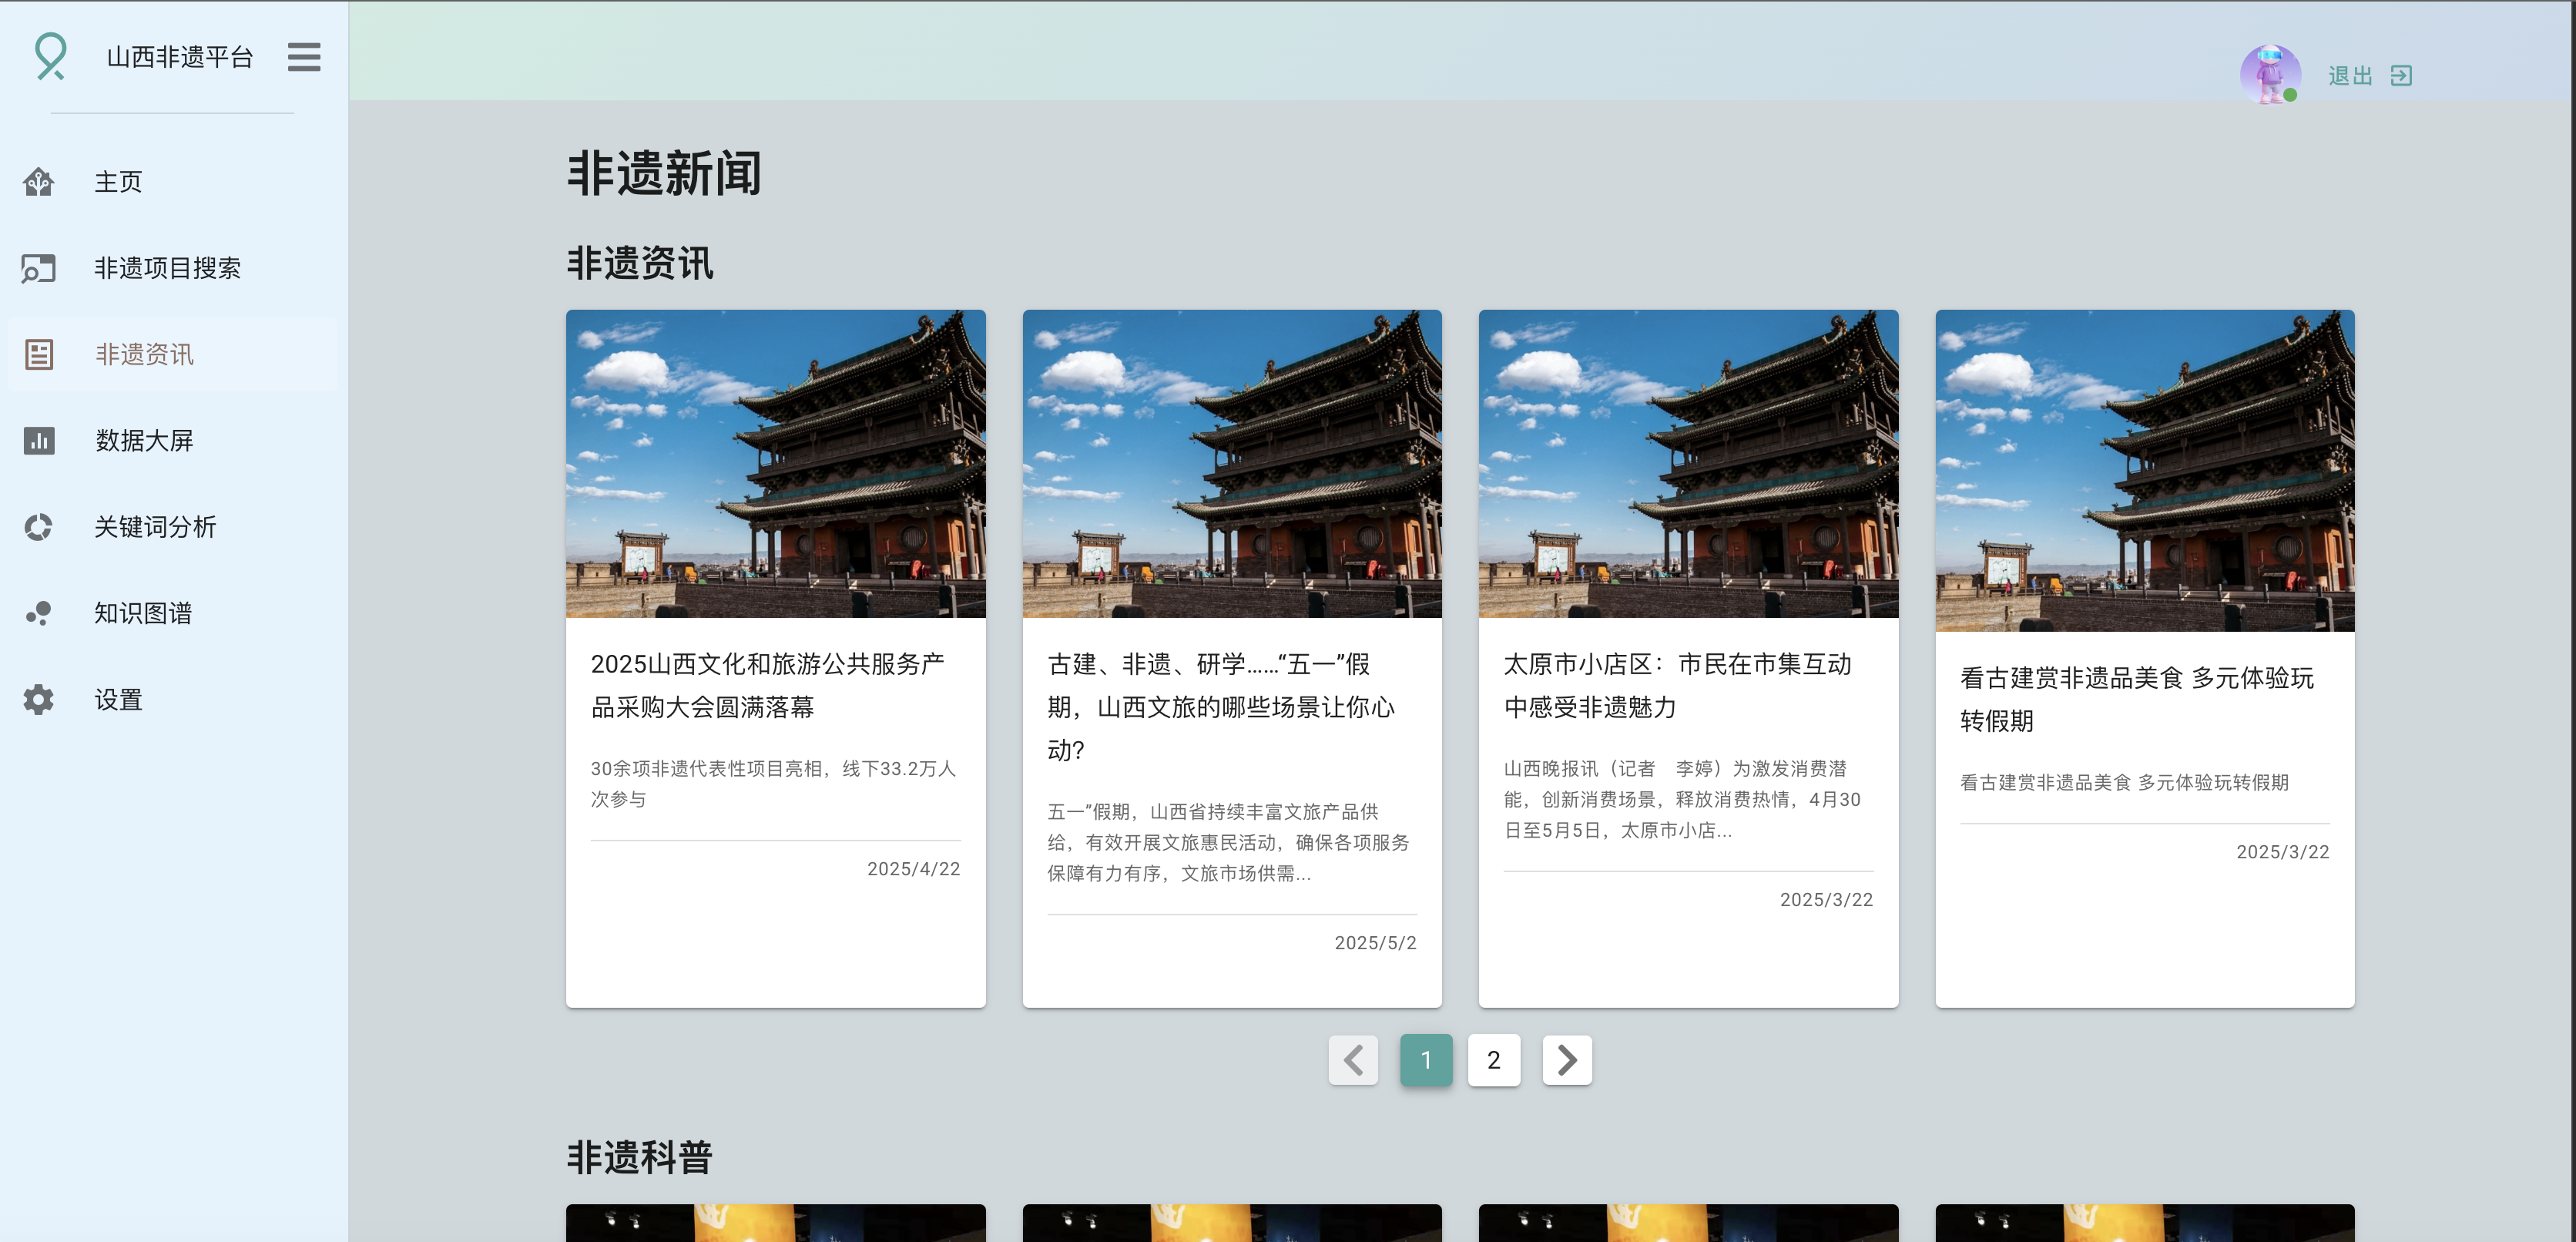 山西非遗平台
退出
主页
非遗项目搜索
非遗资讯
数据大屏
关键词分析
知识图谱
设置
非遗新闻
非遗资讯
2025山西文化和旅游公共服务产
品采购大会圆满落幕
30余项非遗代表性项目亮相，线下33.2万人
次参与
2025/4/22
古建、非遗、研学……“五一”假
期，山西文旅的哪些场景让你心
动?
五一”假期，山西省持续丰富文旅产品供
给，有效开展文旅惠民活动，确保各项服务
保障有力有序，文旅市场供需...
2025/5/2
太原市小店区：市民在市集互动
中感受非遗魅力
山西晚报讯（记者　李婷）为激发消费潜
能，创新消费场景，释放消费热情，4月30
日至5月5日，太原市小店...
2025/3/22
看古建赏非遗品美食 多元体验玩
转假期
看古建赏非遗品美食 多元体验玩转假期
2025/3/22
1
2
非遗科普